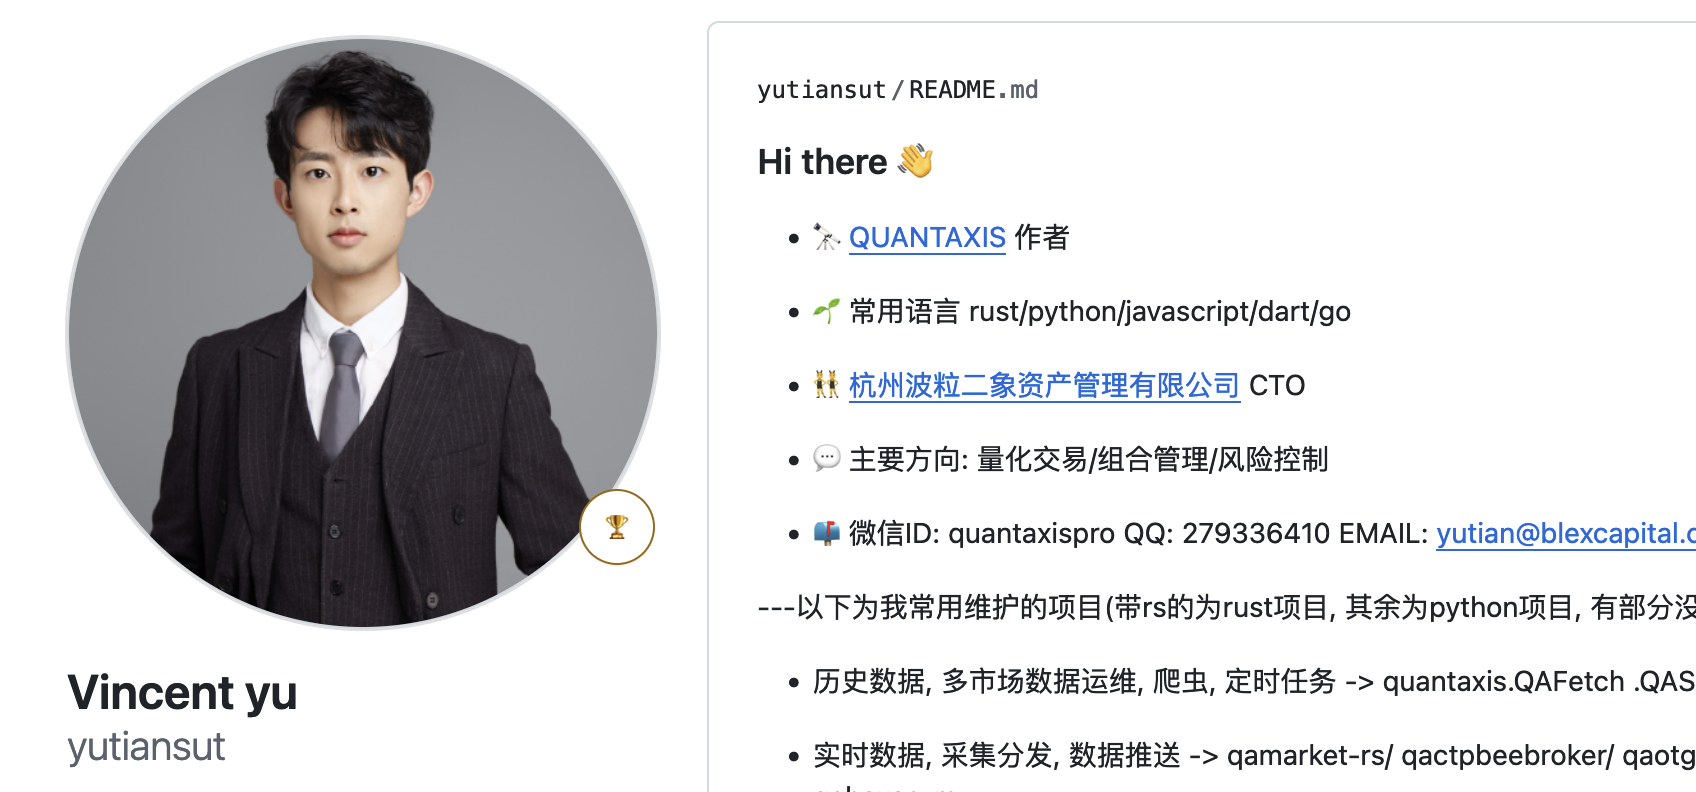 yutiansut/README.md
Hi there 👋
🔭 QUANTAXIS 作者
🌱 常用语言 rust/python/javascript/dart/go
👯 杭州波粒二象资产管理有限公司 CTO
💬 主要方向: 量化交易/组合管理/风险控制
📫 微信ID: quantaxispro QQ: 279336410 EMAIL: yutian@blexcapital.c
---以下为我常用维护的项目(带rs的为rust项目, 其余为python项目, 有部分没
历史数据, 多市场数据运维, 爬虫, 定时任务 -> quantaxis.QAFetch .QAS
实时数据, 采集分发, 数据推送 -> qamarket-rs/ qactpbeebroker/ qaotg
Vincent yu
yutiansut